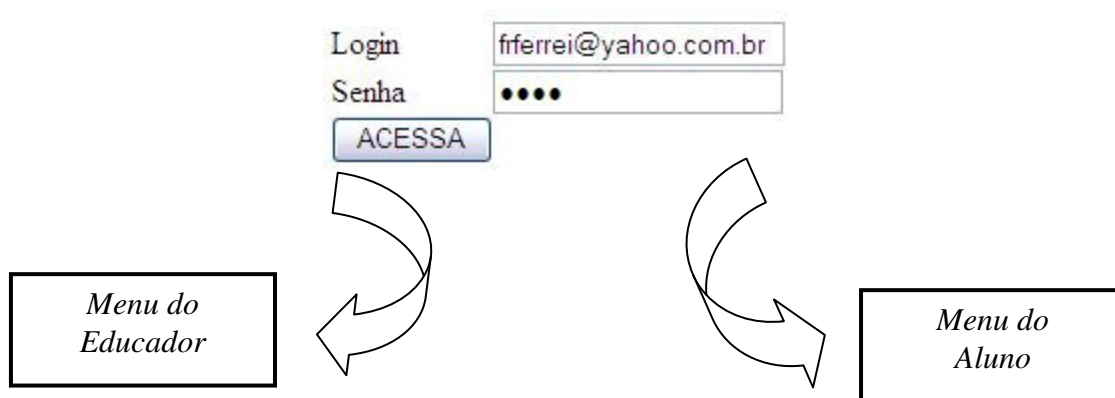 Login frferrei@yahoo.com.br
Senha ••••
ACESSA
Menu do
Educador
Menu do
Aluno